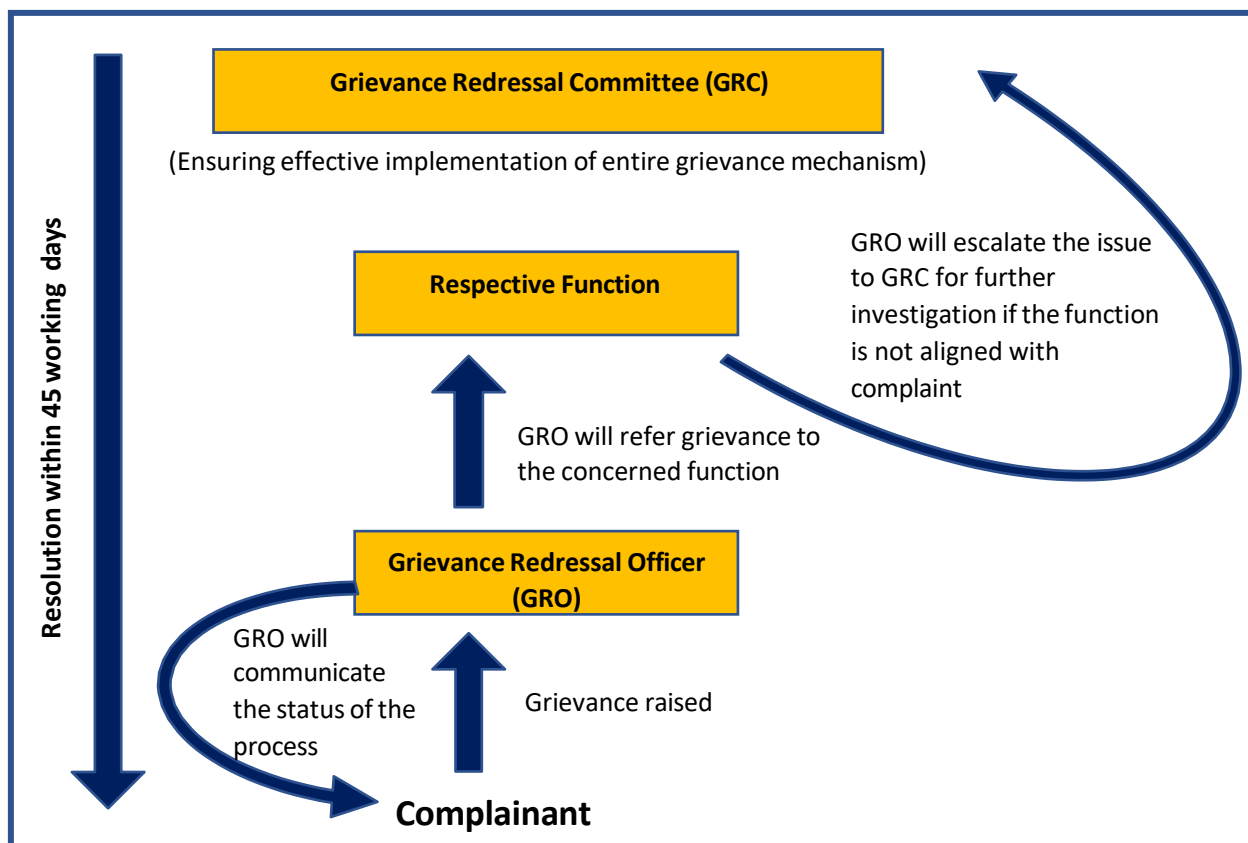 Grievance Redressal Committee (GRC)
(Ensuring effective implementation of entire grievance mechanism)
Resolution within 45 working days
Respective Function
GRO will escalate the issue
to GRC for further
investigation if the function
is not aligned with
complaint
GRO will refer grievance to
the concerned function
Grievance Redressal Officer
(GRO)
GRO will
communicate
the status of the
process
Grievance raised
Complainant